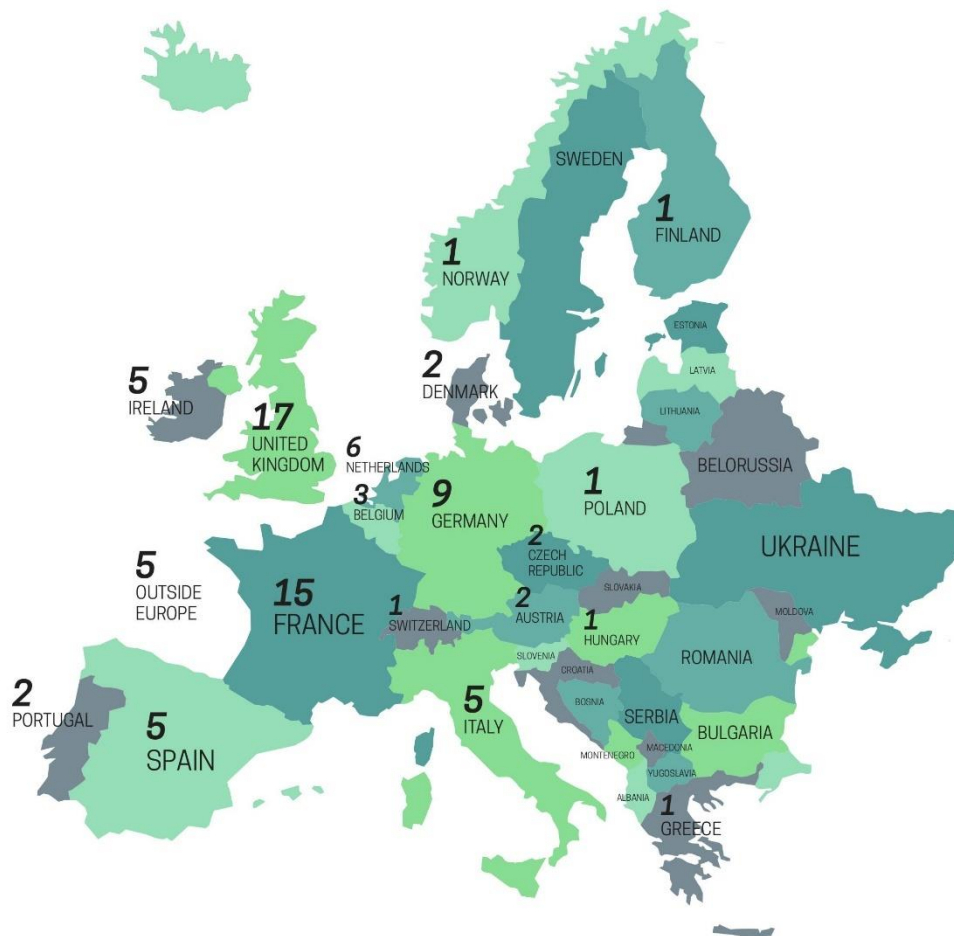 SWEDEN
1
FINLAND
1
NORWAY
ESTONIA
2
DENMARK
LATVIA
5
IRELAND
LITHUANIA
17
UNITED
KINGDOM
6
NETHERLANDS
BELORUSSIA
3
BELGIUM
9
GERMANY
1
POLAND
2
CZECH
REPUBLIC
UKRAINE
5
OUTSIDE
EUROPE
15
FRANCE
SLOVAKIA
1
SWITZERLAND
2
AUSTRIA
MOLDOVA
1
HUNGARY
SLOVENIA
ROMANIA
CROATIA
2
PORTUGAL
5
SPAIN
5
ITALY
BOSNIA
SERBIA
BULGARIA
MONTENEGRO
MACEDONIA
YUGOSLAVIA
ALBANIA
1
GREECE